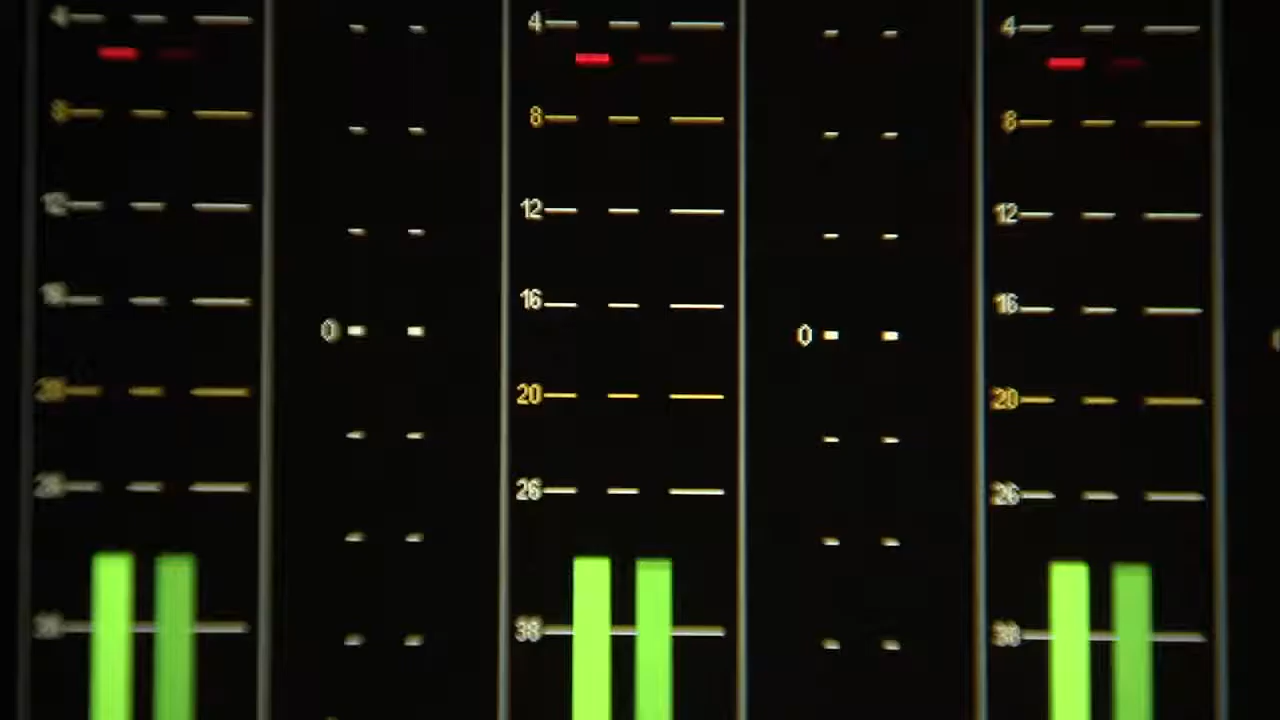 4 4 4
8 8 8
12 12 12
16 16 16
0 0
20 20 20
26 26 26
38 38 38